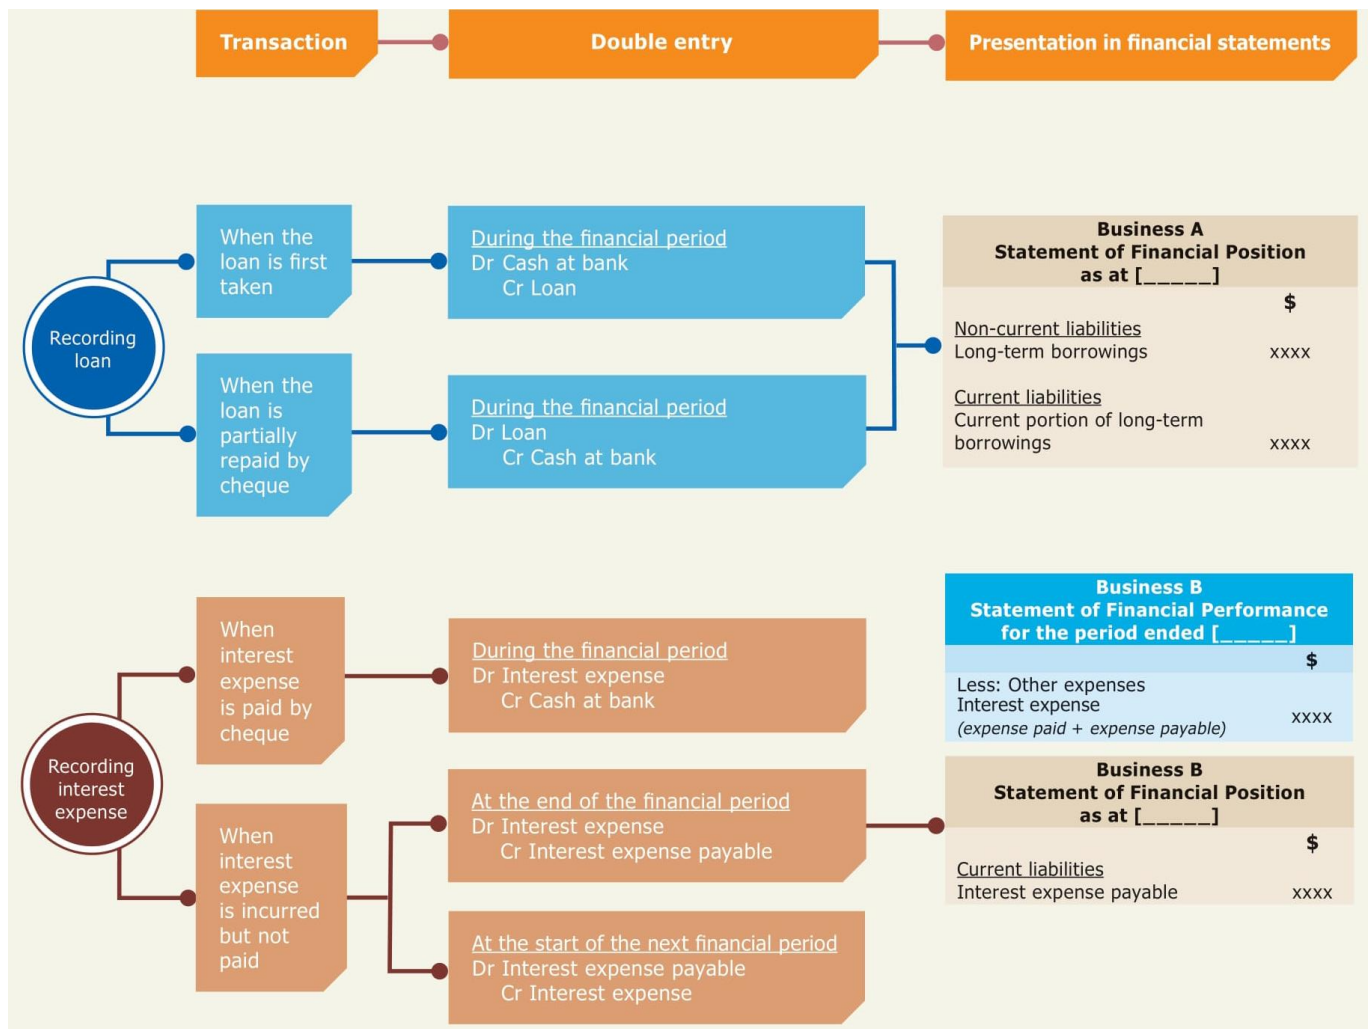 Transaction
Double entry
Presentation in financial statements
Recording
loan
When the
loan is first
taken
During the financial period
Dr Cash at bank
Cr Loan
When the
loan is
partially
repaid by
cheque
During the financial period
Dr Loan
Cr Cash at bank
Business A
Statement of Financial Position
as at [_____]
$
Non-current liabilities
Long-term borrowings xxxx
Current liabilities
Current portion of long-term
borrowings xxxx
Recording
interest
expense
When
interest
expense
is paid by
cheque
During the financial period
Dr Interest expense
Cr Cash at bank
When
interest
expense
is incurred
but not
paid
At the end of the financial period
Dr Interest expense
Cr Interest expense payable
At the start of the next financial period
Dr Interest expense payable
Cr Interest expense
Business B
Statement of Financial Performance
for the period ended [_____]
$
Less: Other expenses
Interest expense
(expense paid + expense payable) xxxx
Business B
Statement of Financial Position
as at [_____]
$
Current liabilities
Interest expense payable xxxx